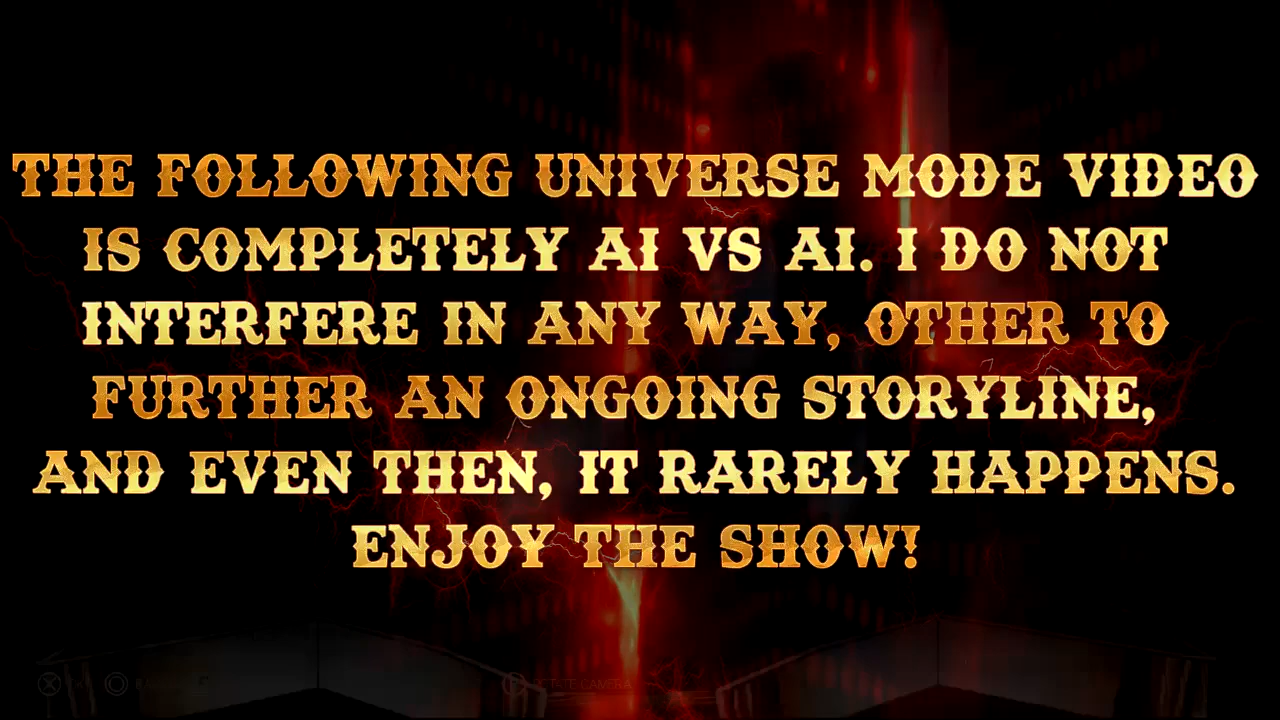 THE FOLLOWING UNIVERSE MODE VIDEO
IS COMPLETELY AI VS AI. I DO NOT
INTERFERE IN ANY WAY, OTHER TO
FURTHER AN ONGOING STORYLINE,
AND EVEN THEN, IT RARELY HAPPENS.
ENJOY THE SHOW!
CAMERA